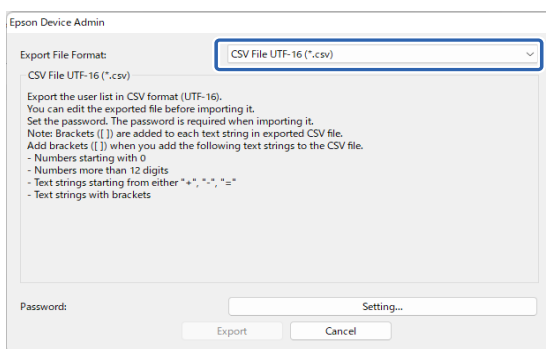 Epson Device Admin
Export File Format:
CSV File UTF-16 (*.csv)
CSV File UTF-16 (*.csv)
Export the user list in CSV format (UTF-16).
You can edit the exported file before importing it.
Set the password. The password is required when importing it.
Note: Brackets ([ ]) are added to each text string in exported CSV file.
Add brackets ([ ]) when you add the following text strings to the CSV file.
- Numbers starting with 0
- Numbers more than 12 digits
- Text strings starting from either "+", "-", "="
- Text strings with brackets
Password:
Setting...
Export
Cancel